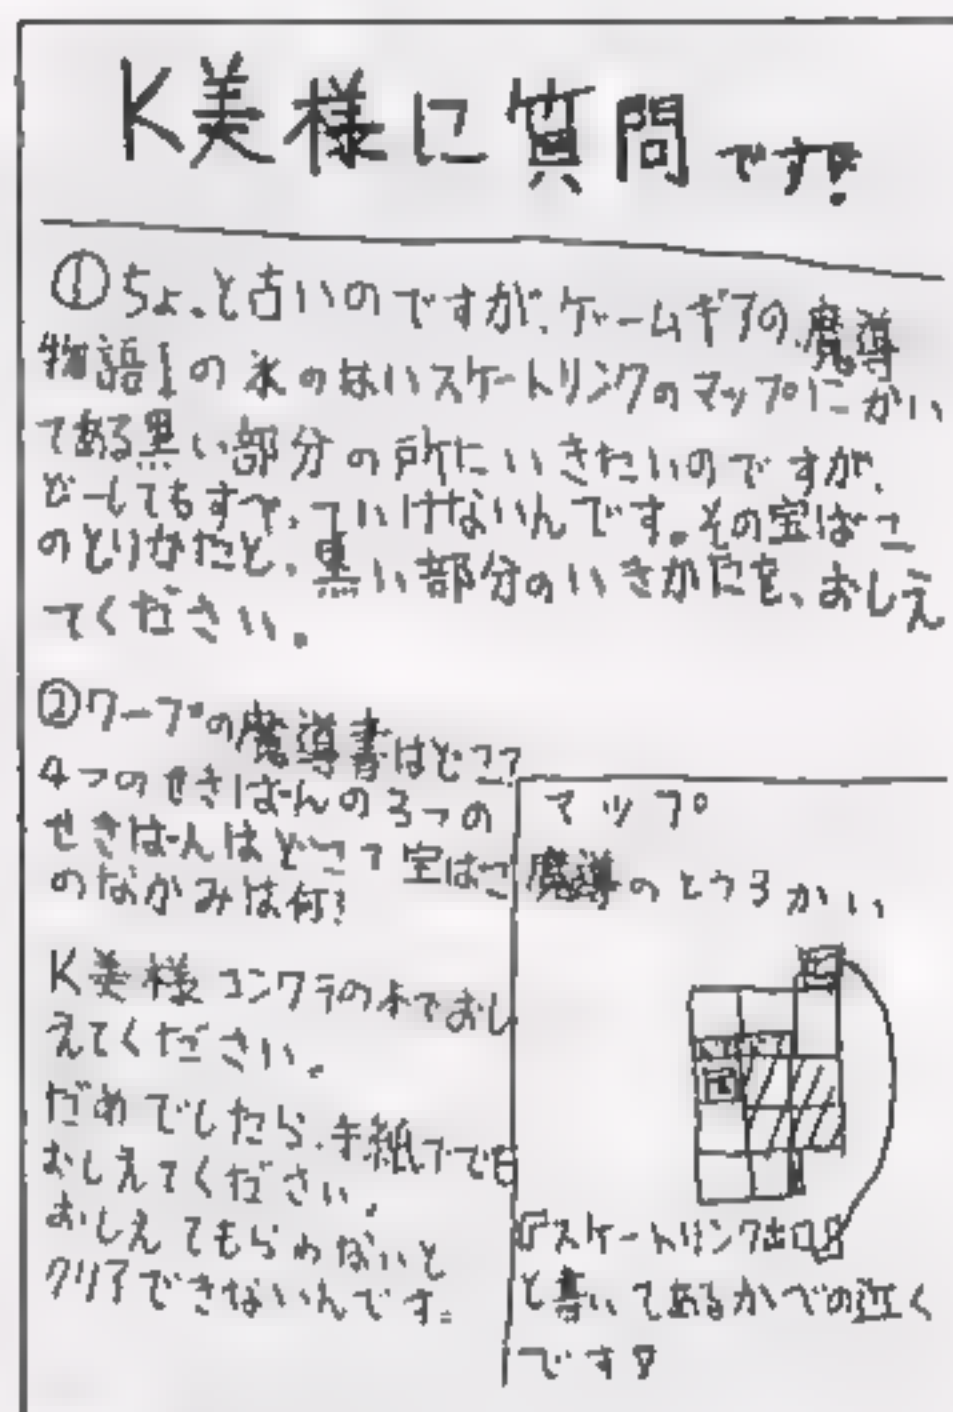 K美様に質問です!
①ちょっと古いのですが、ゲームギアの魔導
物語Iの氷のはいスケートリンクのマップにかい
てある黒い部分の所にいきたいのですが、
どーしてもすべっていけないんです。その宝ばこ
のとりかたと、黒い部分のいきかたを、おしえ
てください。
②ワープの魔導書はどこ?
4つのせきばんの3つの
せきばんはどこ?宝ばこ
のなかみは何!
K美様コンクラの本でおし
えてください。
だめでしたら、手紙ででも
おしえてください。
おしえてもらわないと
クリアできないんです。
マップ
魔導のとう3かい
『スケートリンク出口』
と書いてあるかべの近く
です!